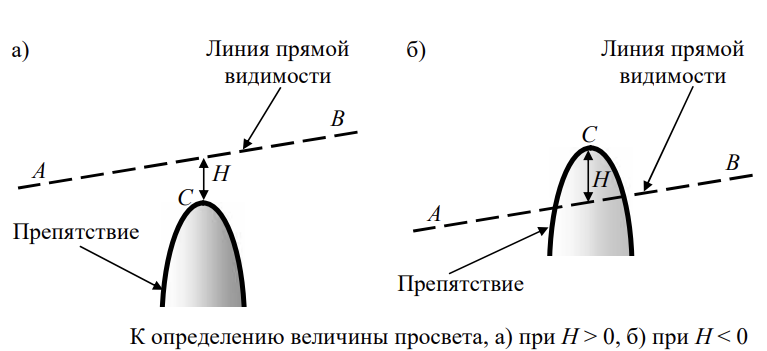 а)
Линия прямой
видимости
A
B
H
C
Препятствие
б)
Линия прямой
видимости
C
B
H
A
Препятствие
К определению величины просвета, а) при H > 0, б) при H < 0